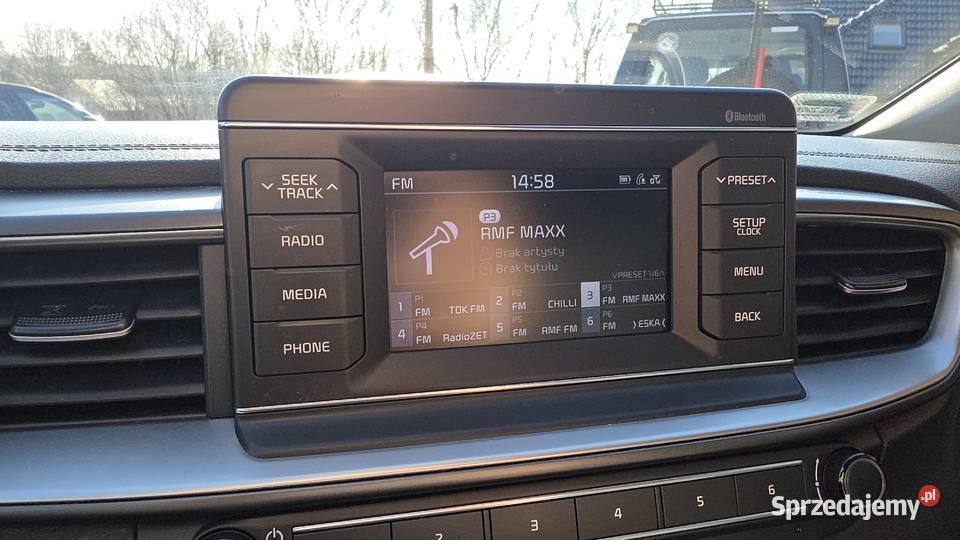 Bluetooth
SEEK
TRACK
RADIO
MEDIA
PHONE
FM 14:58
P3
RMF MAXX
Brak artysty
Brak tytułu
PRESET 1/6
1 P1 FM TOK FM 2 P2 FM CHILLI 3 P3 FM RMF MAXX
4 P4 FM RadioZET 5 P5 FM RMF FM 6 P6 FM >ESKA<
PRESET
SETUP
CLOCK
MENU
BACK
2 3 4 5 6
Sprzedajemy.pl